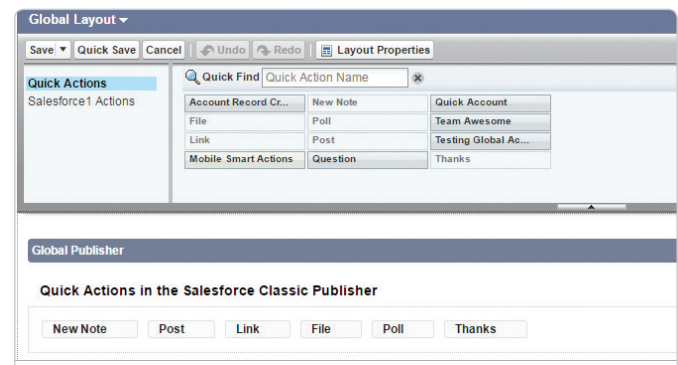 Global Layout
Save Quick Save Cancel Undo Redo Layout Properties
Quick Actions
Salesforce1 Actions
Quick Find Quick Action Name
Account Record Cr... New Note Quick Account
File Poll Team Awesome
Link Post Testing Global Ac...
Mobile Smart Actions Question Thanks
Global Publisher
Quick Actions in the Salesforce Classic Publisher
New Note Post Link File Poll Thanks